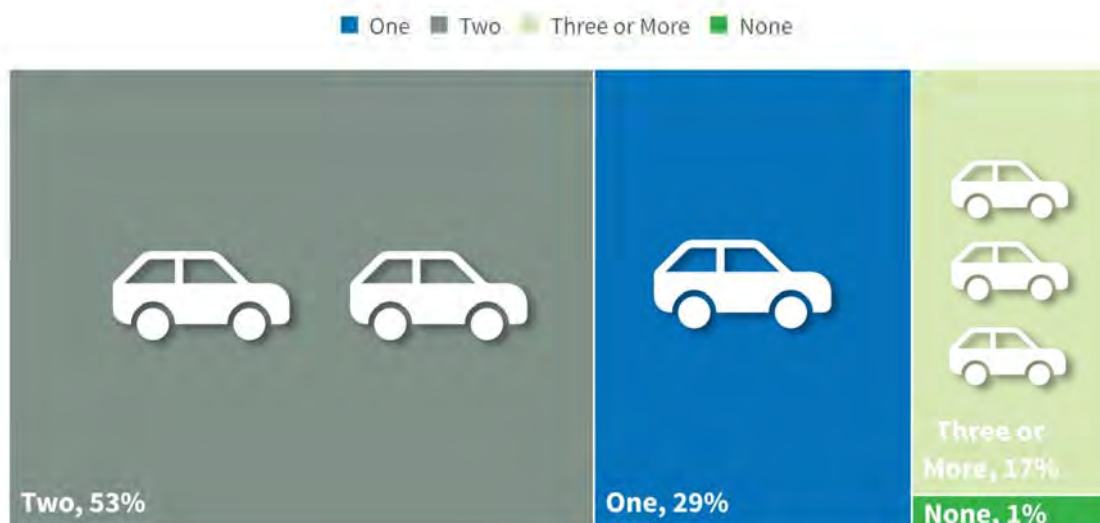 One Two Three or More None
Two, 53%
One, 29%
Three or
More, 17%
None, 1%